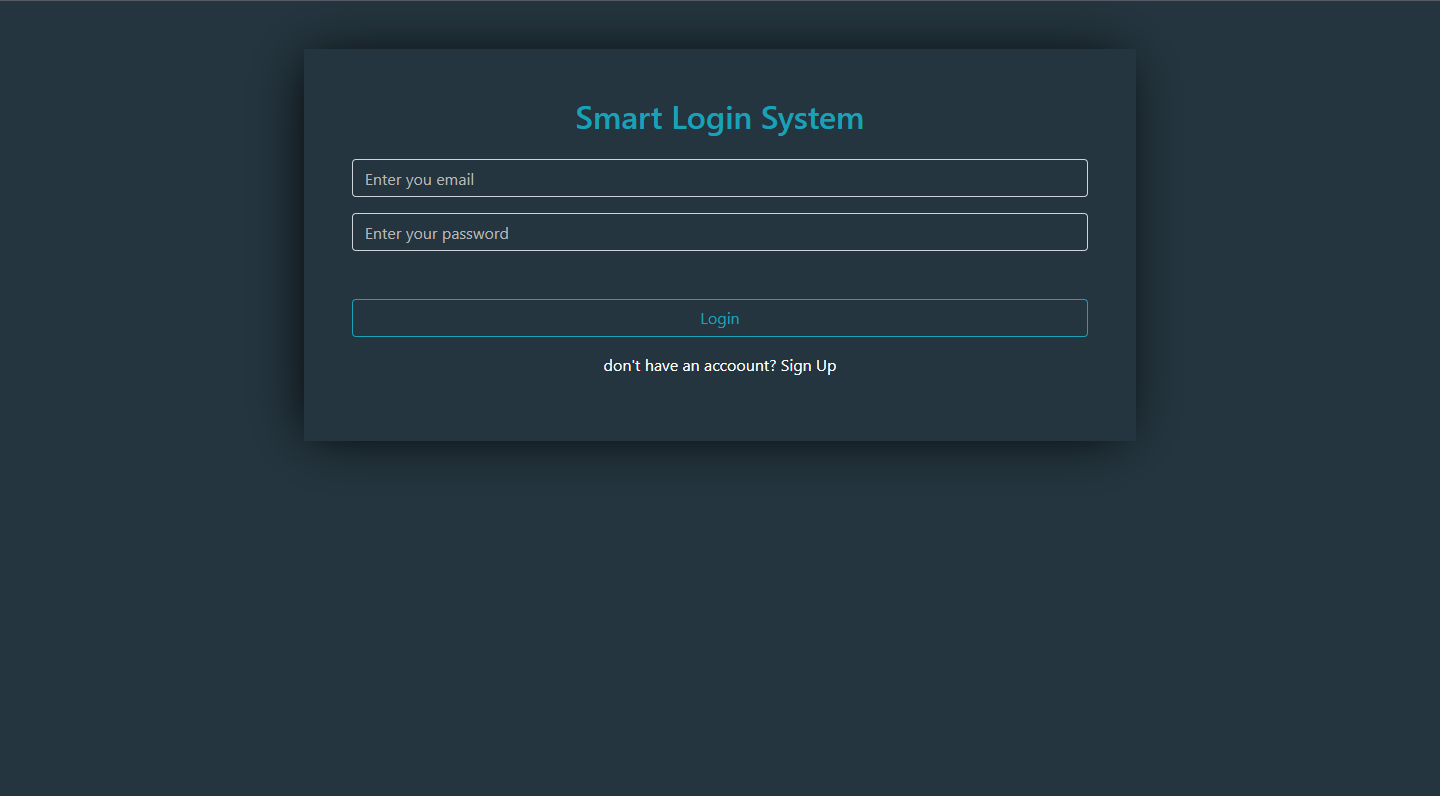 Smart Login System
Enter you email
Enter your password
Login
don't have an accoount? Sign Up